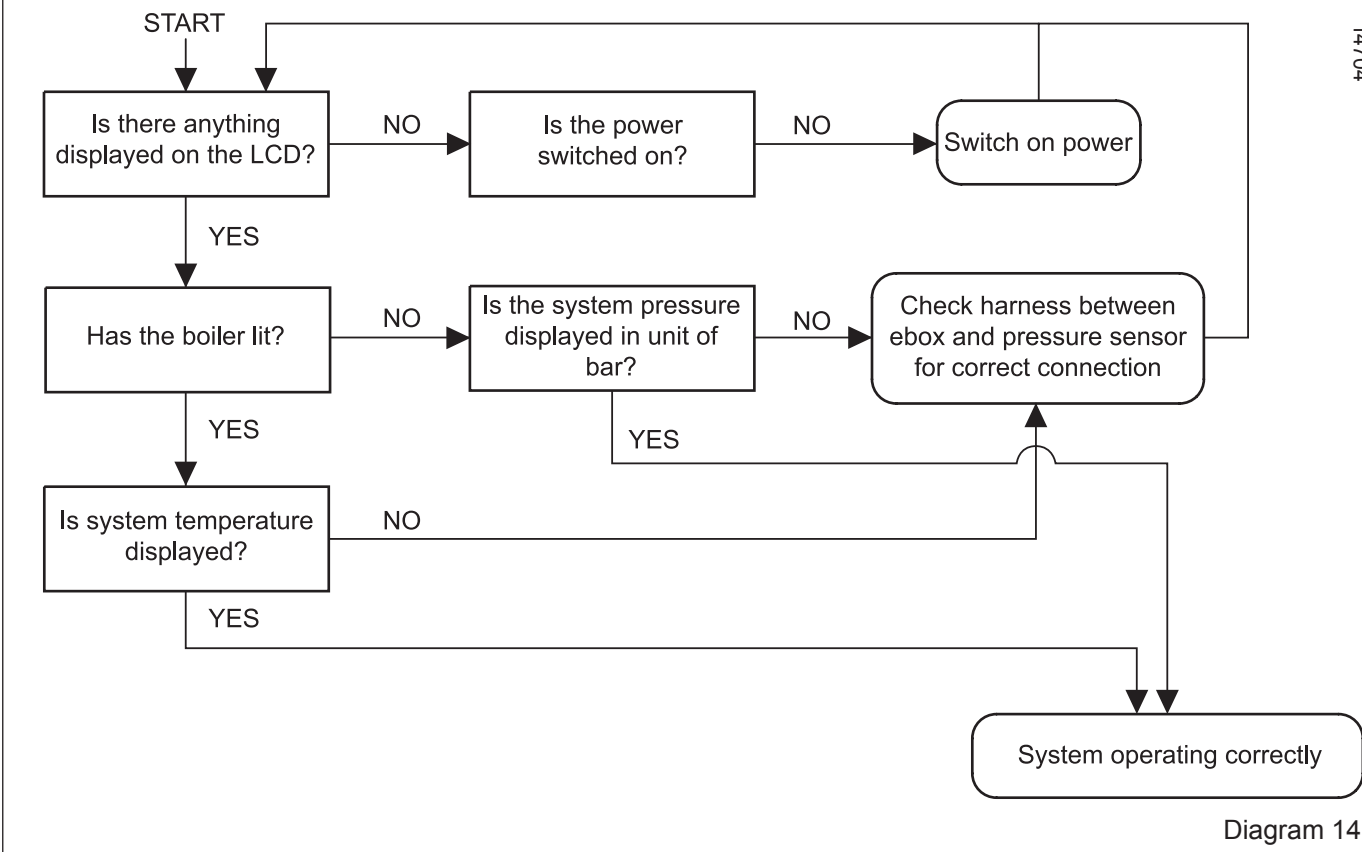 START
Is there anything
displayed on the LCD?
NO
Is the power
switched on?
NO
Switch on power
YES
Has the boiler lit?
NO
Is the system pressure
displayed in unit of
bar?
NO
Check harness between
ebox and pressure sensor
for correct connection
YES
YES
Is system temperature
displayed?
NO
YES
System operating correctly
Diagram 14